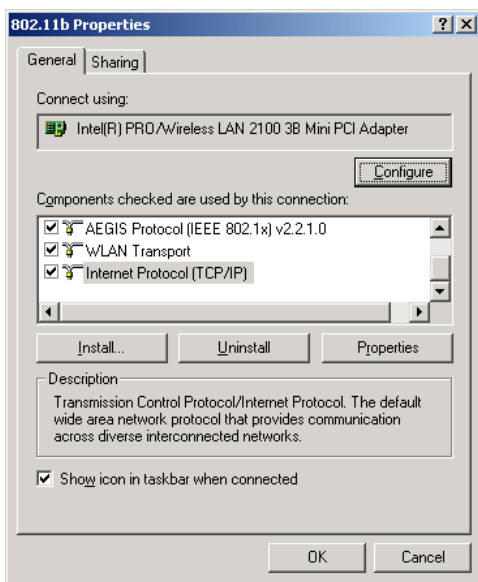 802.11b Properties
General Sharing
Connect using:
Intel(R) PRO/Wireless LAN 2100 3B Mini PCI Adapter
Configure
Components checked are used by this connection:
AEGIS Protocol (IEEE 802.1x) v2.2.1.0
WLAN Transport
Internet Protocol (TCP/IP)
Install... Uninstall Properties
Description
Transmission Control Protocol/Internet Protocol. The default
wide area network protocol that provides communication
across diverse interconnected networks.
Show icon in taskbar when connected
OK Cancel